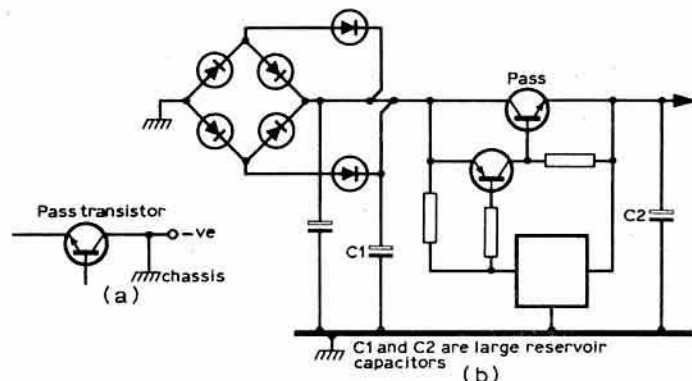 Pass
Pass transistor
-ve
chassis
(a)
C1
C2
C1 and C2 are large reservoir
capacitors
(b)